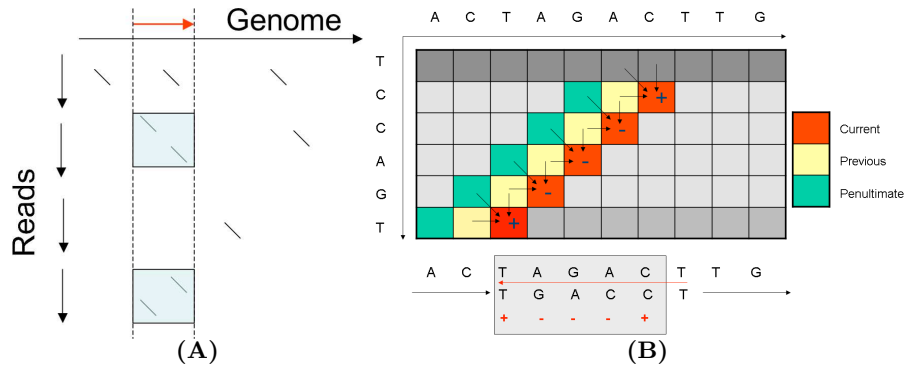 Genome
Reads
(A)
A C T A G A C T T G
T
C
C
A
G
T
+
-
-
-
+
Current
Previous
Penultimate
A C T A G A C T T G
T G A C C T
+ - - - +
(B)